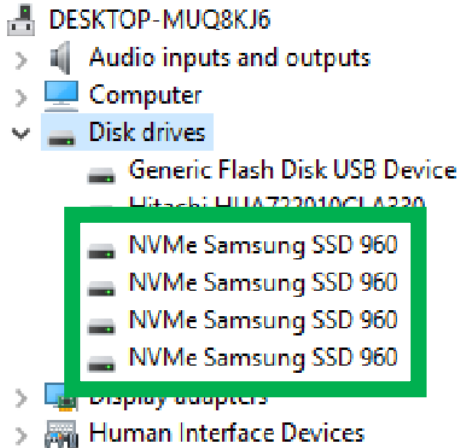 DESKTOP-MUQ8KJ6
Audio inputs and outputs
Computer
Disk drives
Generic Flash Disk USB Device
Hitachi HUA722010CLA330
NVMe Samsung SSD 960
NVMe Samsung SSD 960
NVMe Samsung SSD 960
NVMe Samsung SSD 960
Display adapters
Human Interface Devices